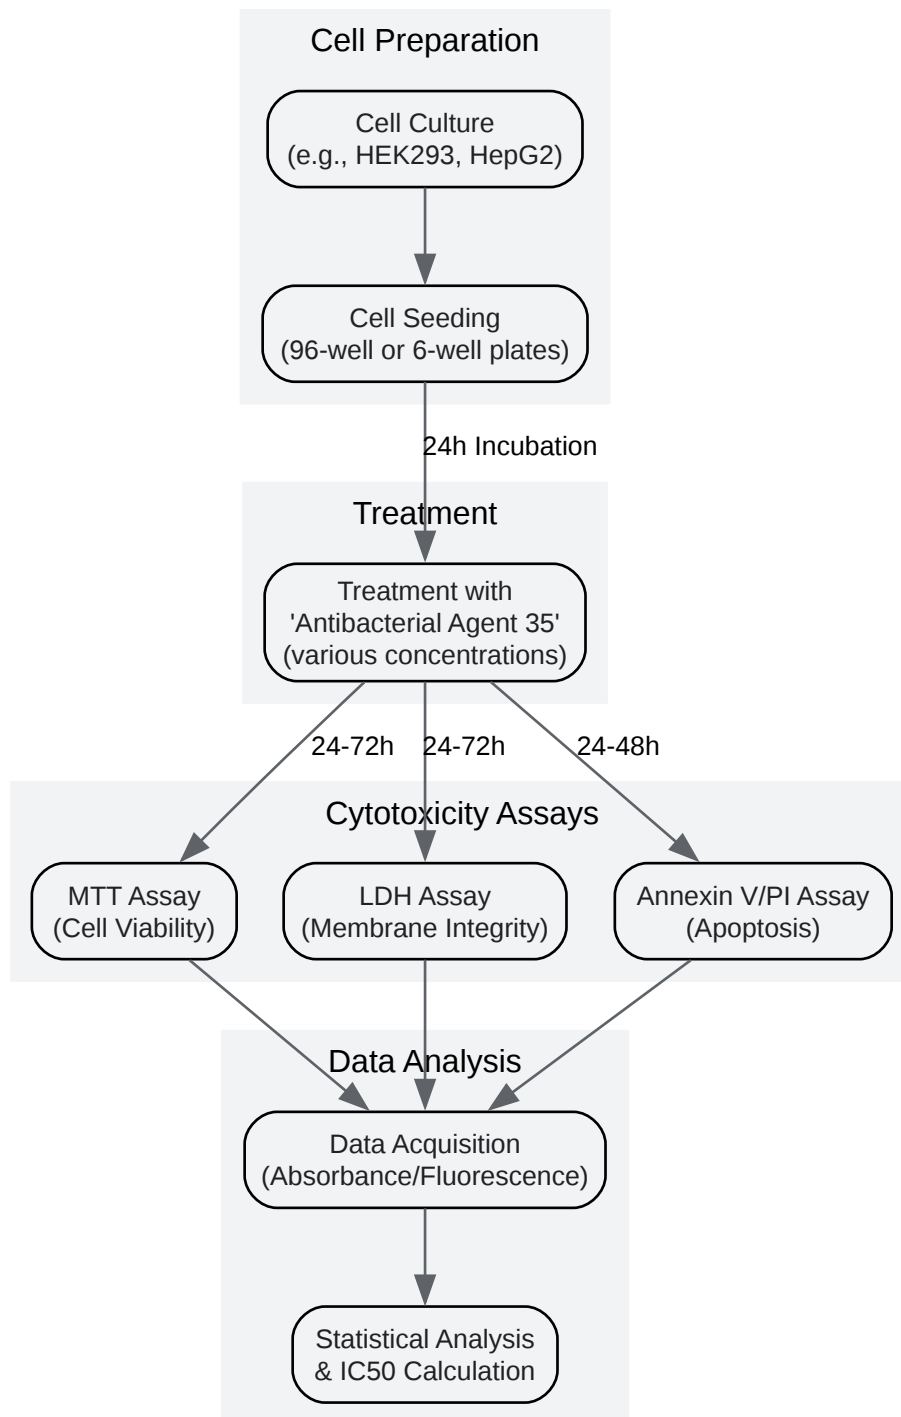 Cell Preparation
Cell Culture
(e.g., HEK293, HepG2)
Cell Seeding
(96-well or 6-well plates)
24h Incubation
Treatment
Treatment with
'Antibacterial Agent 35'
(various concentrations)
24-72h
24-72h
24-48h
Cytotoxicity Assays
MTT Assay
(Cell Viability)
LDH Assay
(Membrane Integrity)
Annexin V/PI Assay
(Apoptosis)
Data Analysis
Data Acquisition
(Absorbance/Fluorescence)
Statistical Analysis
& IC50 Calculation